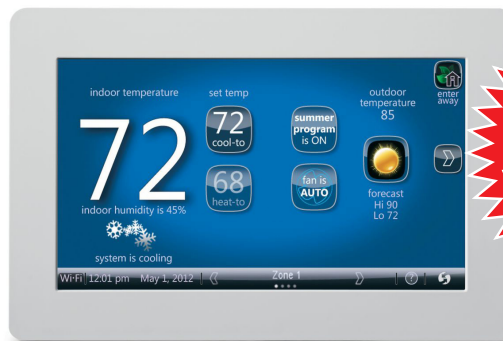 indoor temperature
72
indoor humidity is 45%
system is cooling
set temp
72
cool-to
68
heat-to
summer
program
is ON
fan is
AUTO
outdoor
temperature
85
forecast
Hi 90
Lo 72
enter
away
Wi-Fi 12:01 pm May 1, 2012 Zone 1 ?